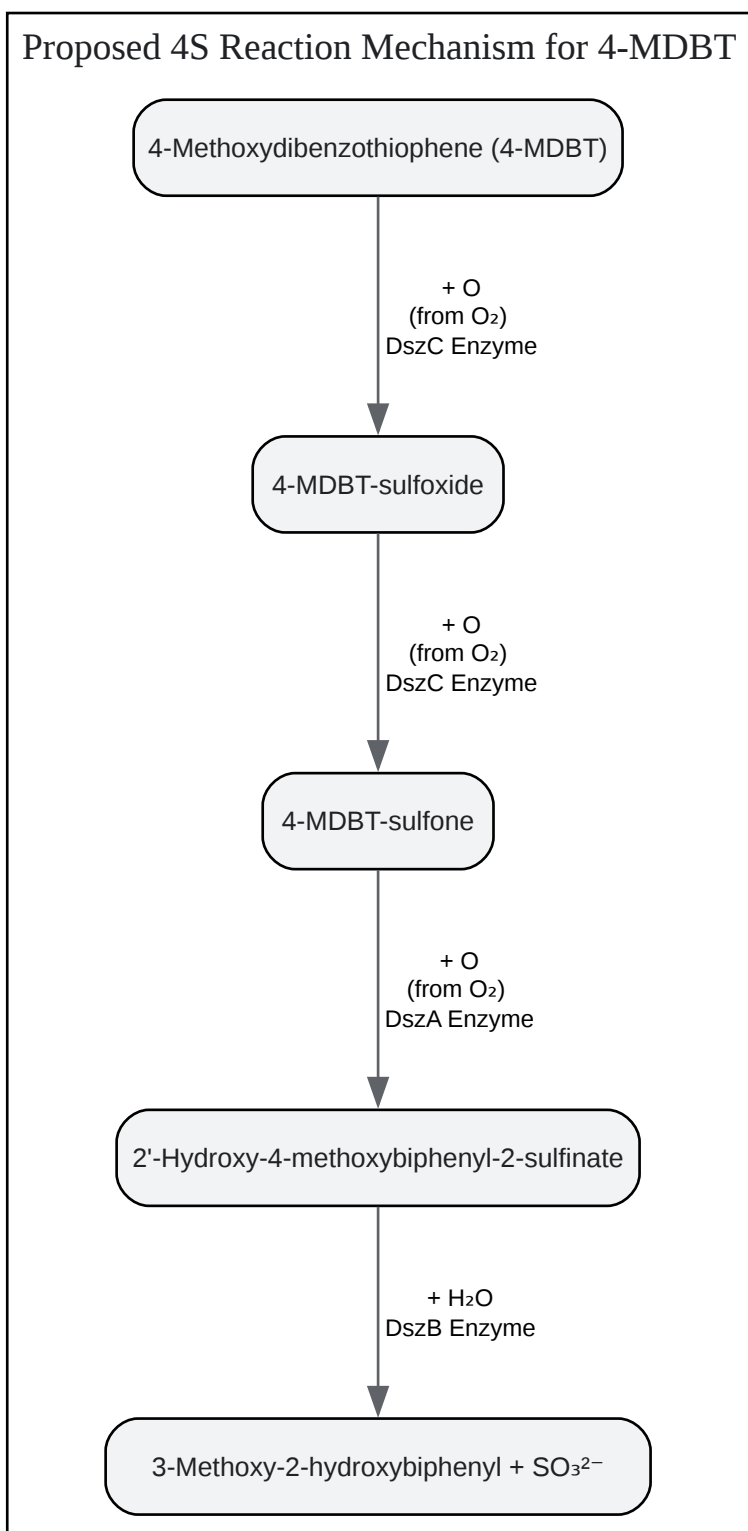 Proposed 4S Reaction Mechanism for 4-MDBT
4-Methoxydibenzothiophene (4-MDBT)
+ O
(from O₂)
DszC Enzyme
4-MDBT-sulfoxide
+ O
(from O₂)
DszC Enzyme
4-MDBT-sulfone
+ O
(from O₂)
DszA Enzyme
2'-Hydroxy-4-methoxybiphenyl-2-sulfinate
+ H₂O
DszB Enzyme
3-Methoxy-2-hydroxybiphenyl + SO₃²⁻